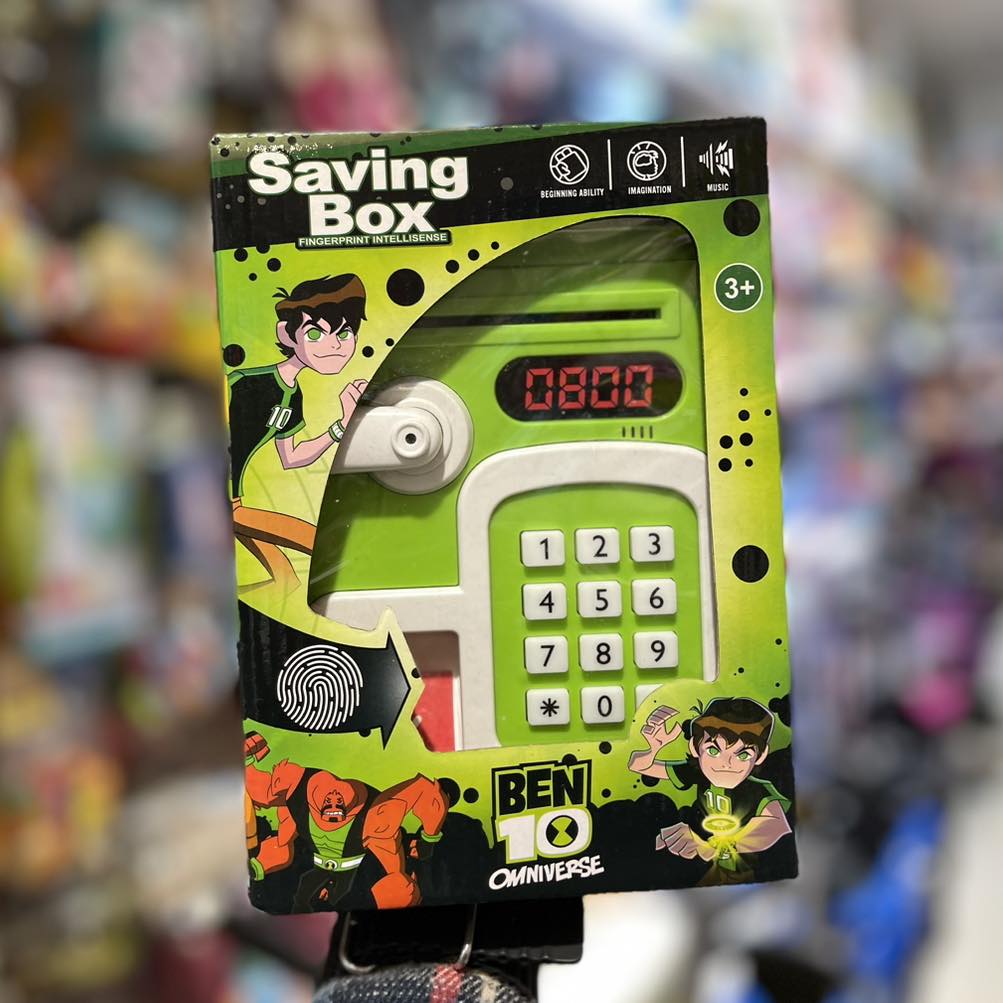 Saving
Box
FINGERPRINT INTELLISENSE
BEGINNING ABILITY
IMAGINATION
MUSIC
3+
10
0800
1 2 3
4 5 6
7 8 9
* 0
10
BEN
10
OMNIVERSE